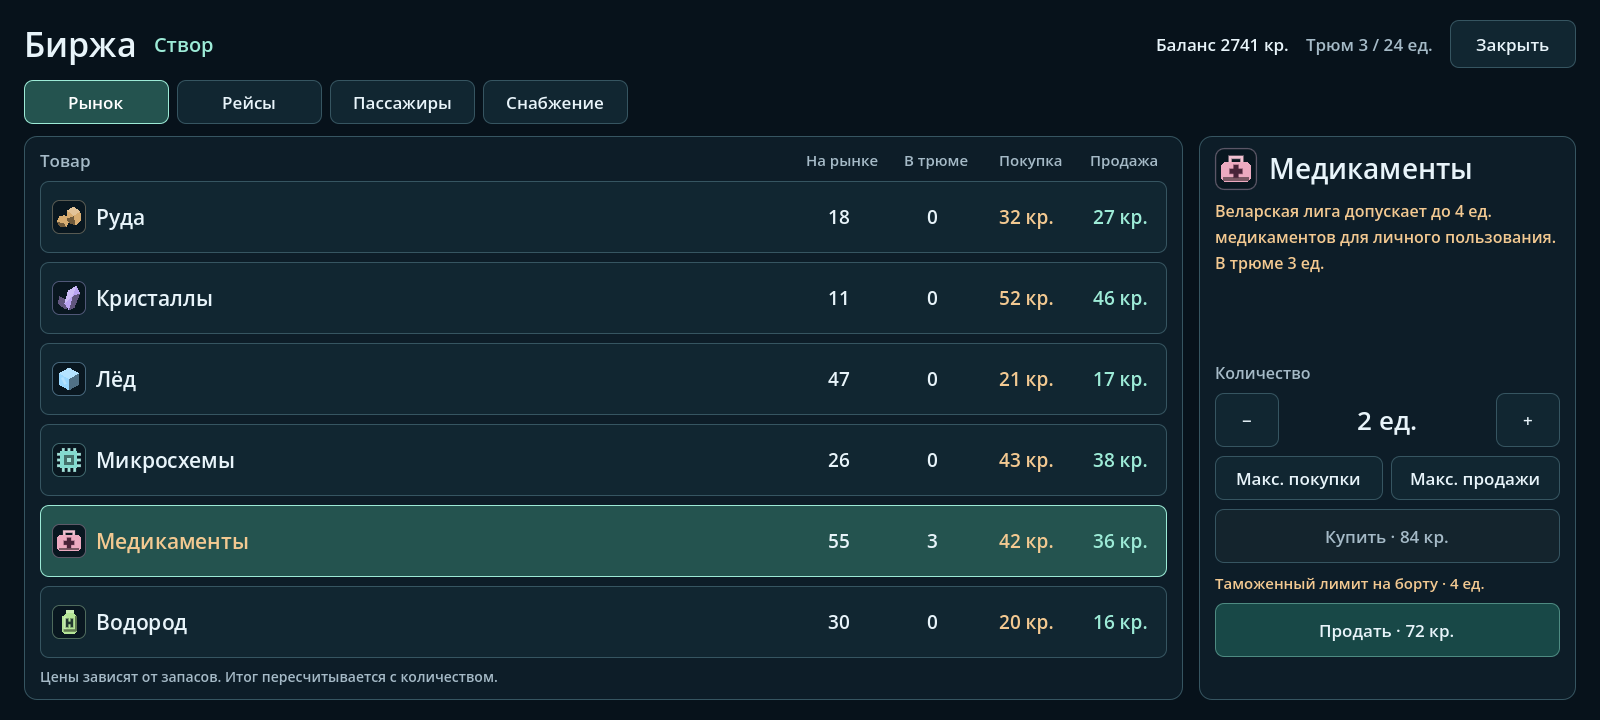 Биржа Створ Баланс 2741 кр. Трюм 3 / 24 ед. Закрыть
Рынок Рейсы Пассажиры Снабжение
Товар На рынке В трюме Покупка Продажа
Руда 18 0 32 кр. 27 кр.
Кристаллы 11 0 52 кр. 46 кр.
Лёд 47 0 21 кр. 17 кр.
Микросхемы 26 0 43 кр. 38 кр.
Медикаменты 55 3 42 кр. 36 кр.
Водород 30 0 20 кр. 16 кр.
Цены зависят от запасов. Итог пересчитывается с количеством.
Медикаменты
Веларская лига допускает до 4 ед.
медикаментов для личного пользования.
В трюме 3 ед.
Количество
− 2 ед. +
Макс. покупки Макс. продажи
Купить · 84 кр.
Таможенный лимит на борту · 4 ед.
Продать · 72 кр.